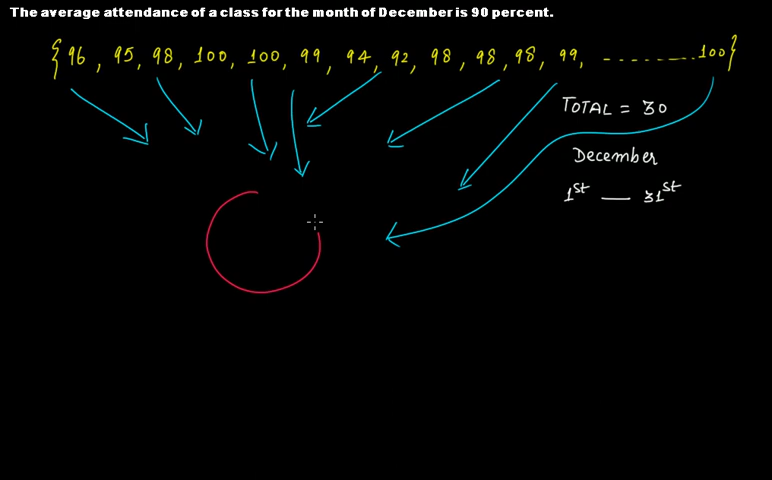 The average attendance of a class for the month of December is 90 percent.
{ 96, 95, 98, 100, 100, 99, 94, 92, 98, 98, 98, 99, ..........100}
TOTAL = 30
December
1st — 31st